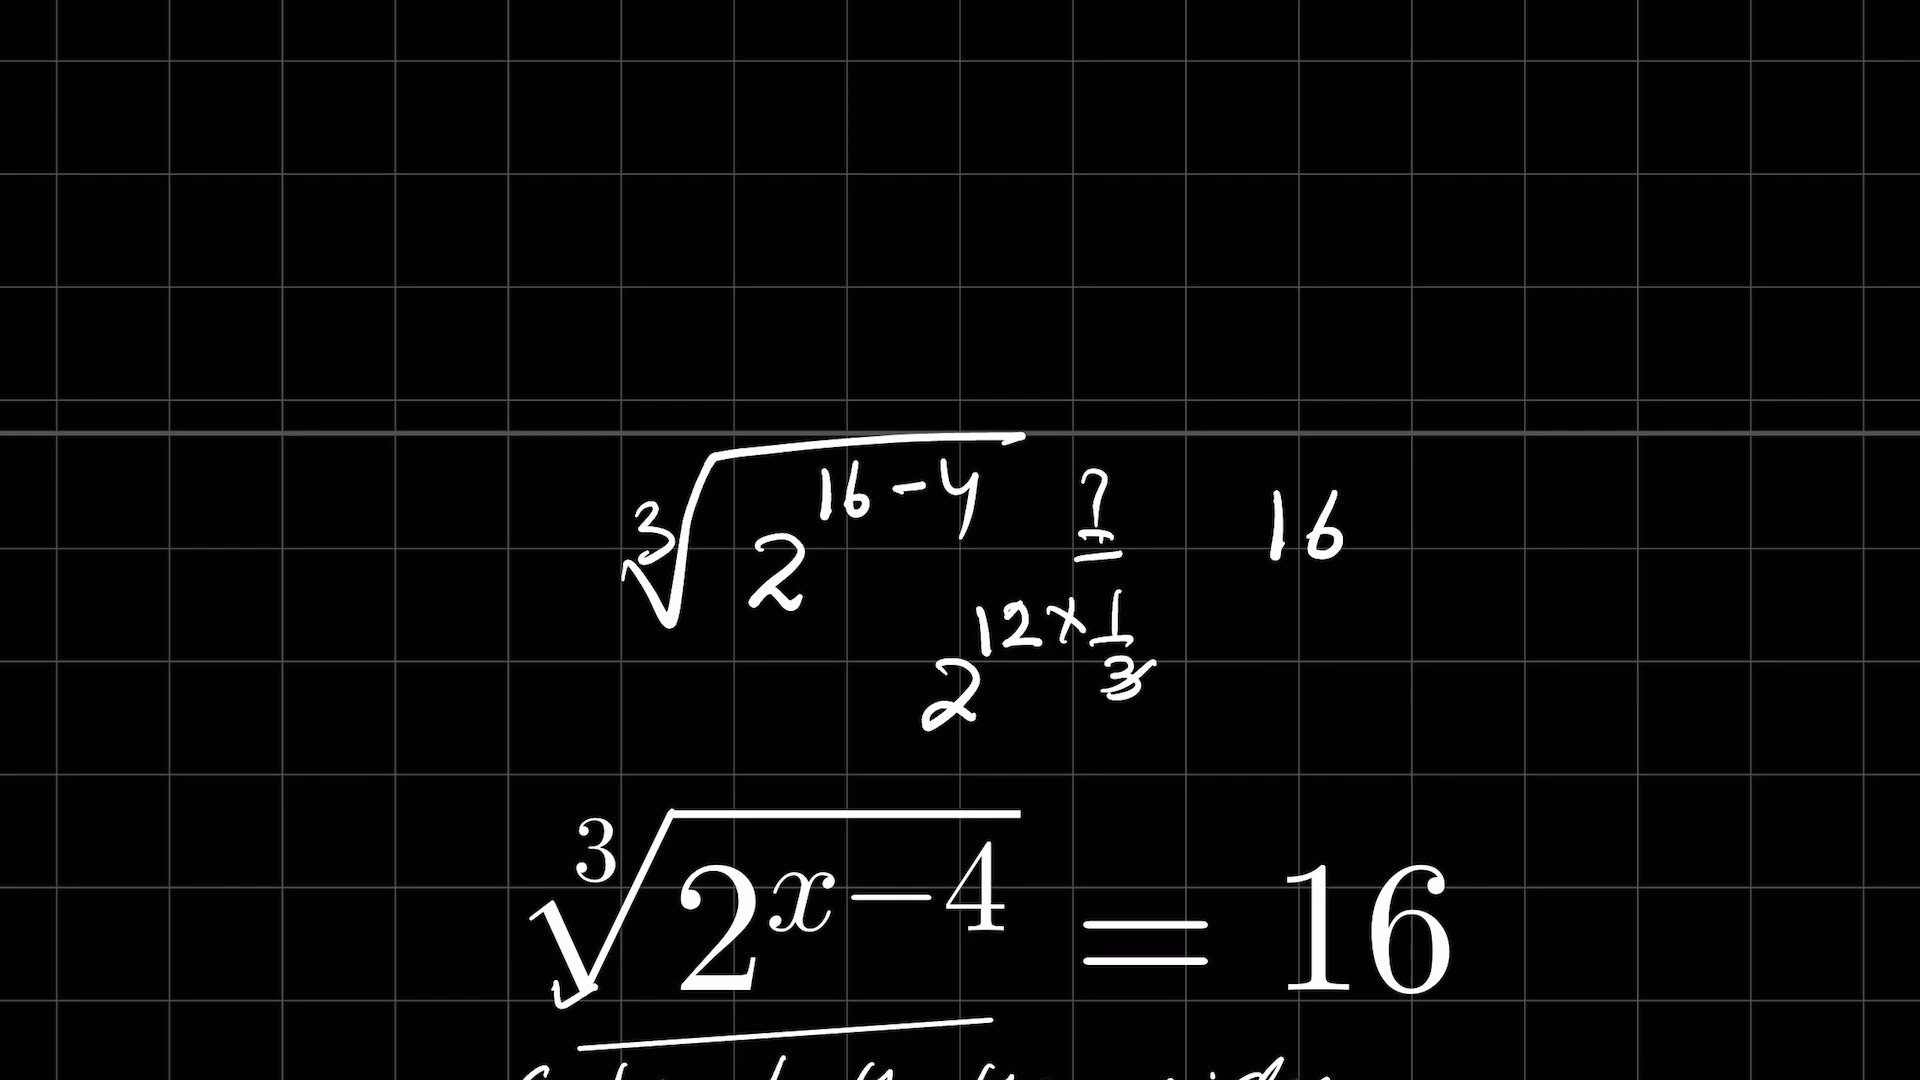 ∛(2^(16-4)) ≟ 16
2^(12×1/3)
∛(2^(x-4)) = 16